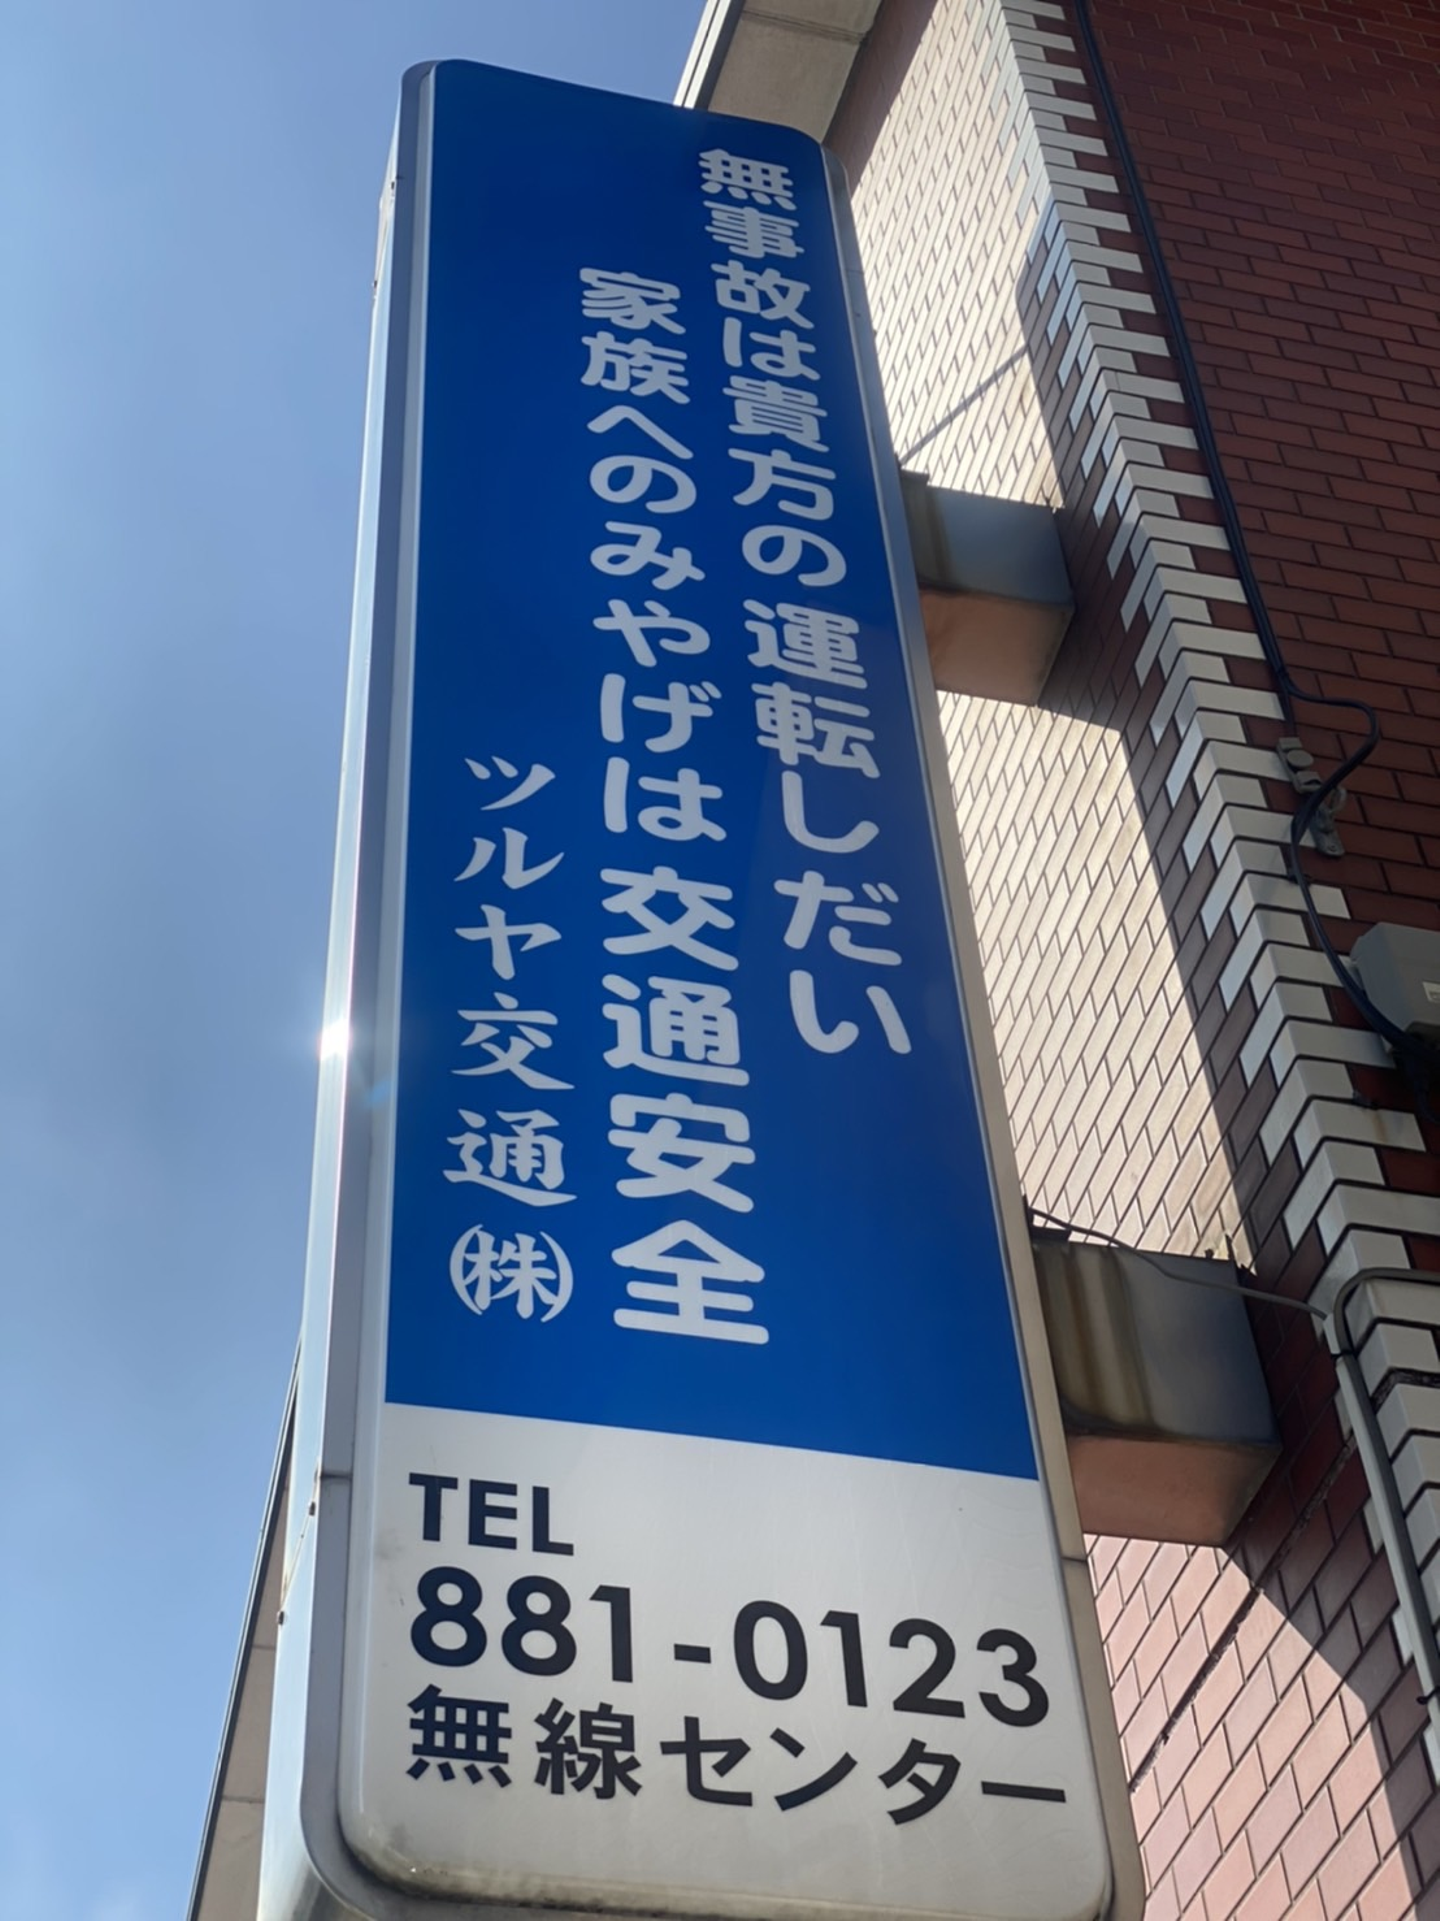 無事故は貴方の運転しだい
家族へのみやげは交通安全
ツルヤ交通㈱
TEL
881-0123
無線センター